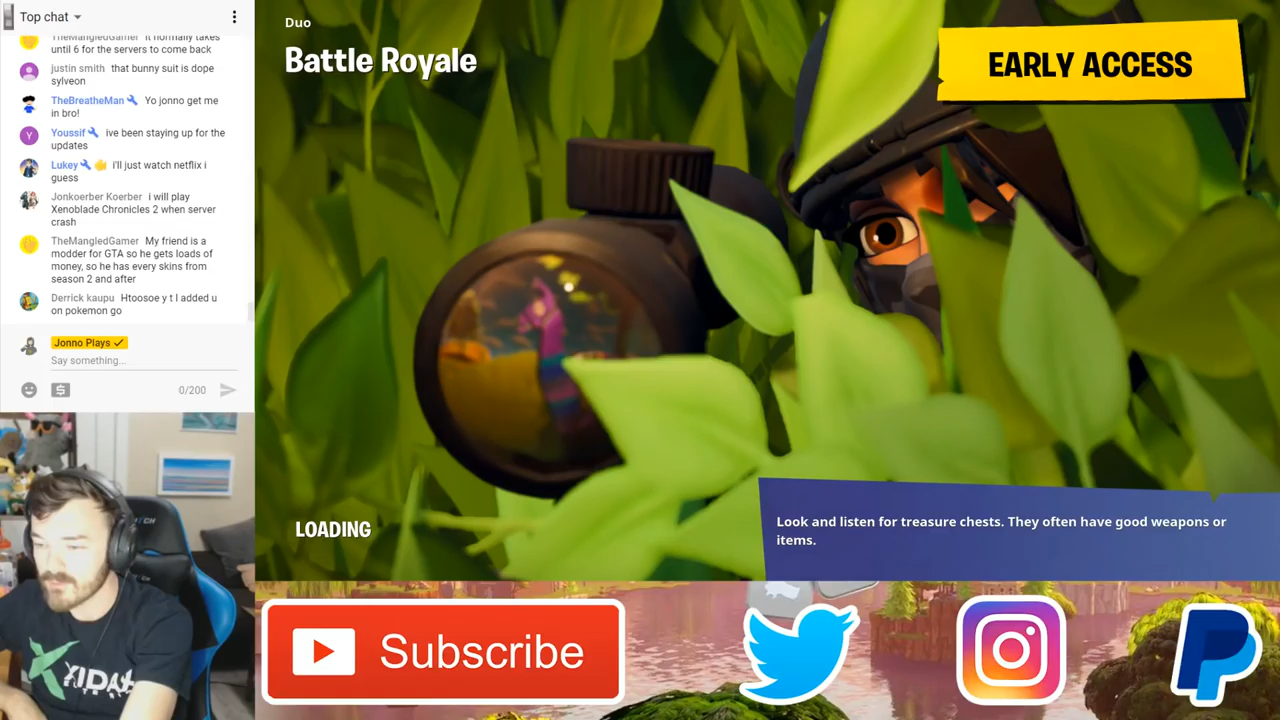 Top chat
TheMangledGamer it normally takes
until 6 for the servers to come back
justin smith that bunny suit is dope
sylveon
TheBreatheMan Yo jonno get me
in bro!
Y
Youssif ive been staying up for the
updates
Lukey i'll just watch netflix i
guess
Jonkoerber Koerber i will play
Xenoblade Chronicles 2 when server
crash
TheMangledGamer My friend is a
modder for GTA so he gets loads of
money, so he has every skins from
season 2 and after
Derrick kaupu Htoosoe y t I added u
on pokemon go
Jonno Plays
Say something...
0/200
Duo
Battle Royale
EARLY ACCESS
LOADING
Look and listen for treasure chests. They often have good weapons or
items.
Subscribe